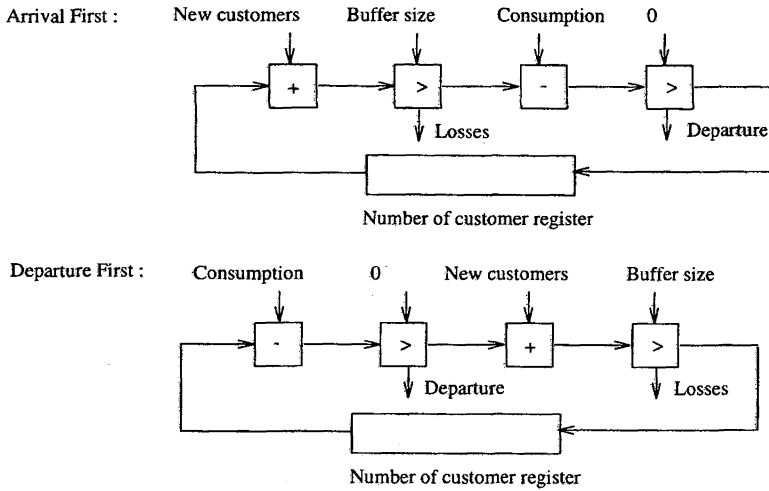 Arrival First :
New customers
Buffer size
Consumption
0
+
>
-
>
Losses
Departure
Number of customer register
Departure First :
Consumption
0
New customers
Buffer size
-
>
+
>
Departure
Losses
Number of customer register